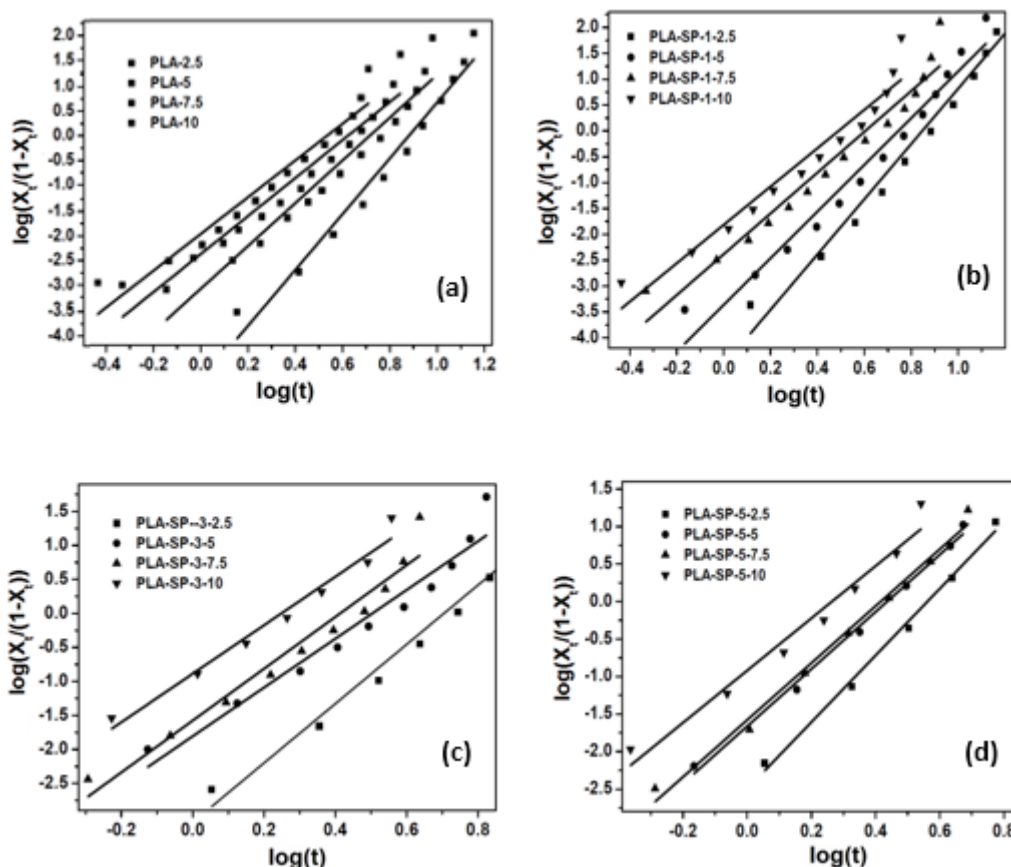 2.0
1.5
1.0
0.5
0.0
-0.5
-1.0
-1.5
-2.0
-2.5
-3.0
-3.5
-4.0
log(Xt/(1-Xt))
PLA-2.5
PLA-5
PLA-7.5
PLA-10
(a)
-0.4 -0.2 0.0 0.2 0.4 0.6 0.8 1.0 1.2
log(t)
2.0
1.5
1.0
0.5
0.0
-0.5
-1.0
-1.5
-2.0
-2.5
-3.0
-3.5
-4.0
log(Xt/(1-Xt))
PLA-SP-1-2.5
PLA-SP-1-5
PLA-SP-1-7.5
PLA-SP-1-10
(b)
-0.4 -0.2 0.0 0.2 0.4 0.6 0.8 1.0
log(t)
1.5
1.0
0.5
0.0
-0.5
-1.0
-1.5
-2.0
-2.5
log(Xt/(1-Xt))
PLA-SP--3-2.5
PLA-SP-3-5
PLA-SP-3-7.5
PLA-SP-3-10
(c)
-0.2 0.0 0.2 0.4 0.6 0.8
log(t)
1.5
1.0
0.5
0.0
-0.5
-1.0
-1.5
-2.0
-2.5
log(Xt/(1-Xt))
PLA-SP-5-2.5
PLA-SP-5-5
PLA-SP-5-7.5
PLA-SP-5-10
(d)
-0.2 0.0 0.2 0.4 0.6 0.8
log(t)